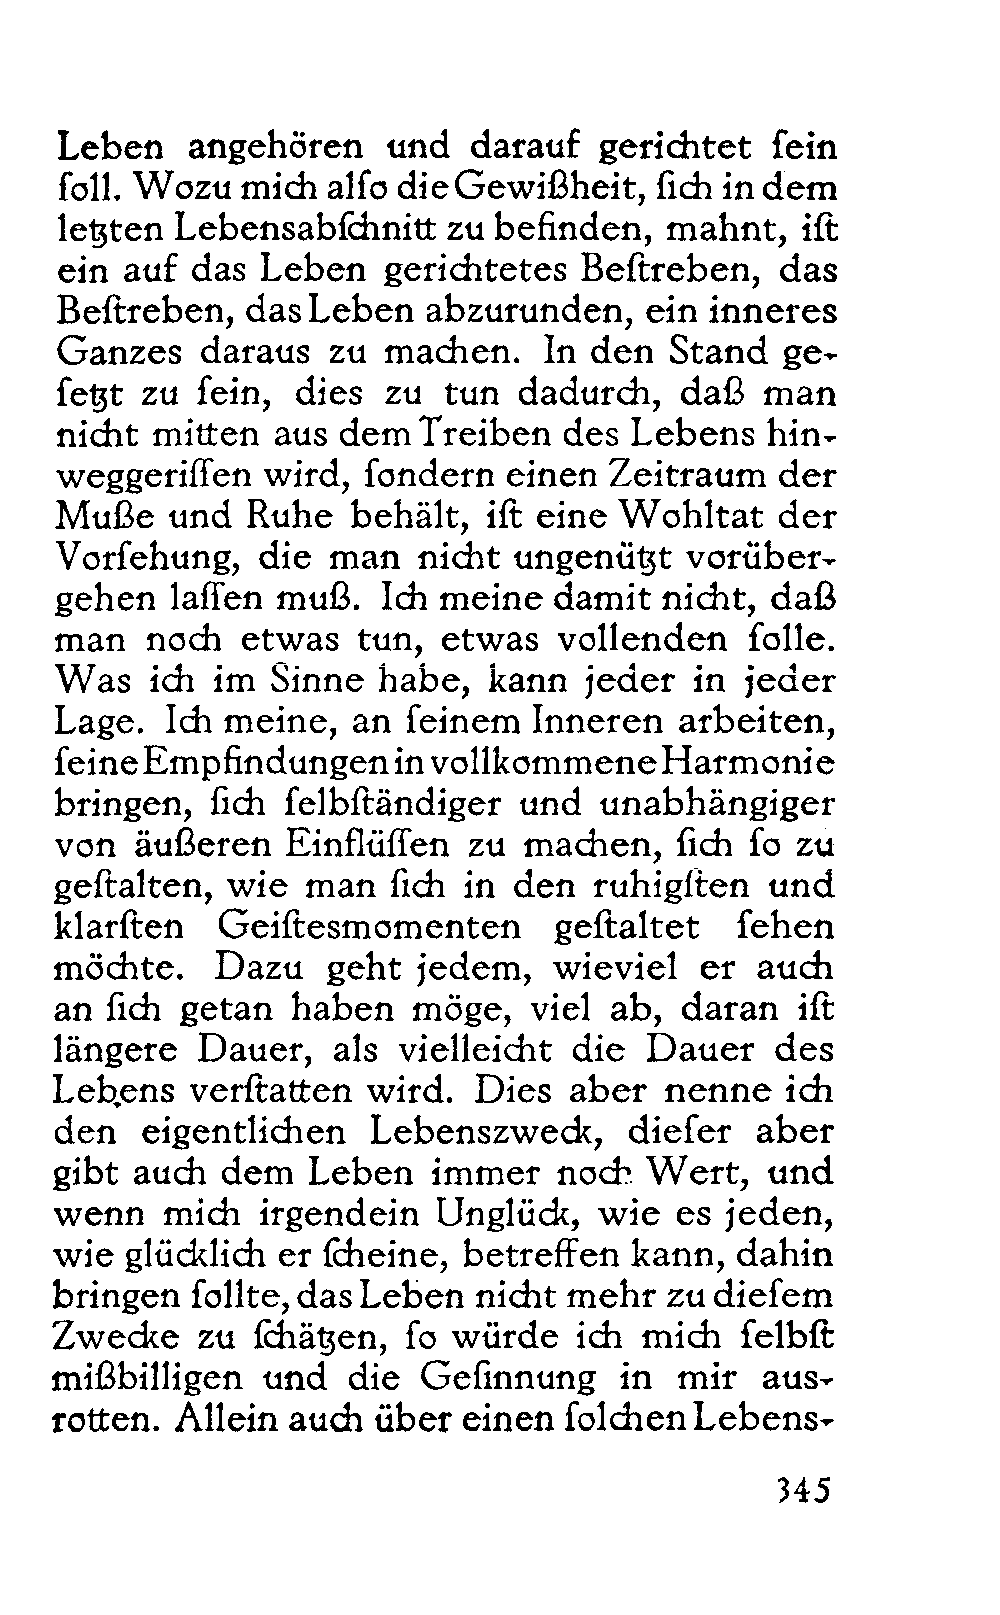 Leben angehören und darauf gerichtet ſein
ſoll. Wozu mich alſo die Gewißheit, ſich in dem
letzten Lebensabſchnitt zu befinden, mahnt, iſt
ein auf das Leben gerichtetes Beſtreben, das
Beſtreben, das Leben abzurunden, ein inneres
Ganzes daraus zu machen. In den Stand ge-
ſetzt zu ſein, dies zu tun dadurch, daß man
nicht mitten aus dem Treiben des Lebens hin-
weggeriſſen wird, ſondern einen Zeitraum der
Muße und Ruhe behält, iſt eine Wohltat der
Vorſehung, die man nicht ungenützt vorüber-
gehen laſſen muß. Ich meine damit nicht, daß
man noch etwas tun, etwas vollenden ſolle.
Was ich im Sinne habe, kann jeder in jeder
Lage. Ich meine, an ſeinem Inneren arbeiten,
ſeine Empfindungen in vollkommene Harmonie
bringen, ſich ſelbſtändiger und unabhängiger
von äußeren Einflüſſen zu machen, ſich ſo zu
geſtalten, wie man ſich in den ruhigſten und
klarſten Geiſtesmomenten geſtaltet ſehen
möchte. Dazu geht jedem, wieviel er auch
an ſich getan haben möge, viel ab, daran iſt
längere Dauer, als vielleicht die Dauer des
Lebens verſtatten wird. Dies aber nenne ich
den eigentlichen Lebenszweck, dieſer aber
gibt auch dem Leben immer noch Wert, und
wenn mich irgendein Unglück, wie es jeden,
wie glücklich er ſcheine, betreffen kann, dahin
bringen ſollte, das Leben nicht mehr zu dieſem
Zwecke zu ſchätzen, ſo würde ich mich ſelbſt
mißbilligen und die Geſinnung in mir aus-
rotten. Allein auch über einen ſolchen Lebens-
345